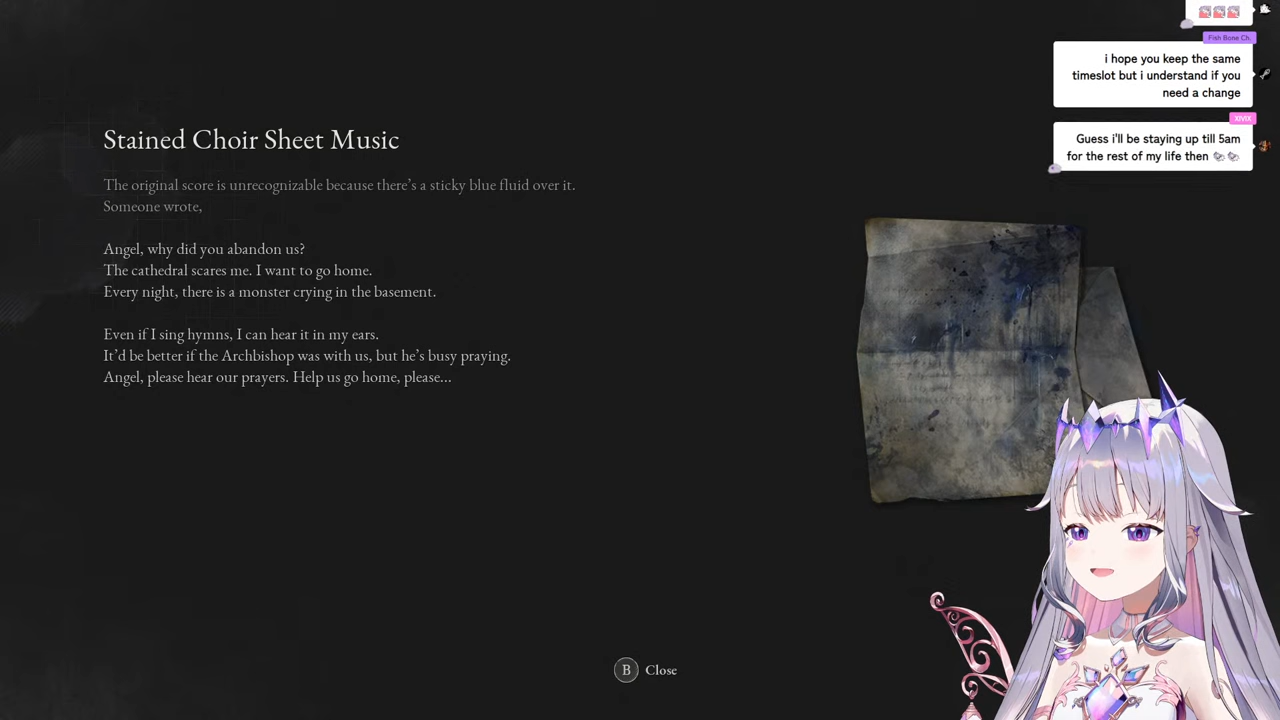 Fish Bone Ch.
i hope you keep the same
timeslot but i understand if you
need a change
XIVIX
Guess i'll be staying up till 5am
for the rest of my life then
Stained Choir Sheet Music
The original score is unrecognizable because there's a sticky blue fluid over it.
Someone wrote,
Angel, why did you abandon us?
The cathedral scares me. I want to go home.
Every night, there is a monster crying in the basement.
Even if I sing hymns, I can hear it in my ears.
It'd be better if the Archbishop was with us, but he's busy praying.
Angel, please hear our prayers. Help us go home, please...
B Close